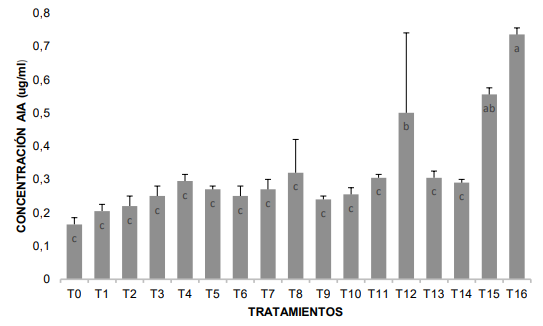 0,8
0,7
0,6
0,5
0,4
0,3
0,2
0,1
0
CONCENTRACIÓN AIA (ug/ml)
c c c c c c c c c c c c b c c ab a
T0 T1 T2 T3 T4 T5 T6 T7 T8 T9 T10 T11 T12 T13 T14 T15 T16
TRATAMIENTOS